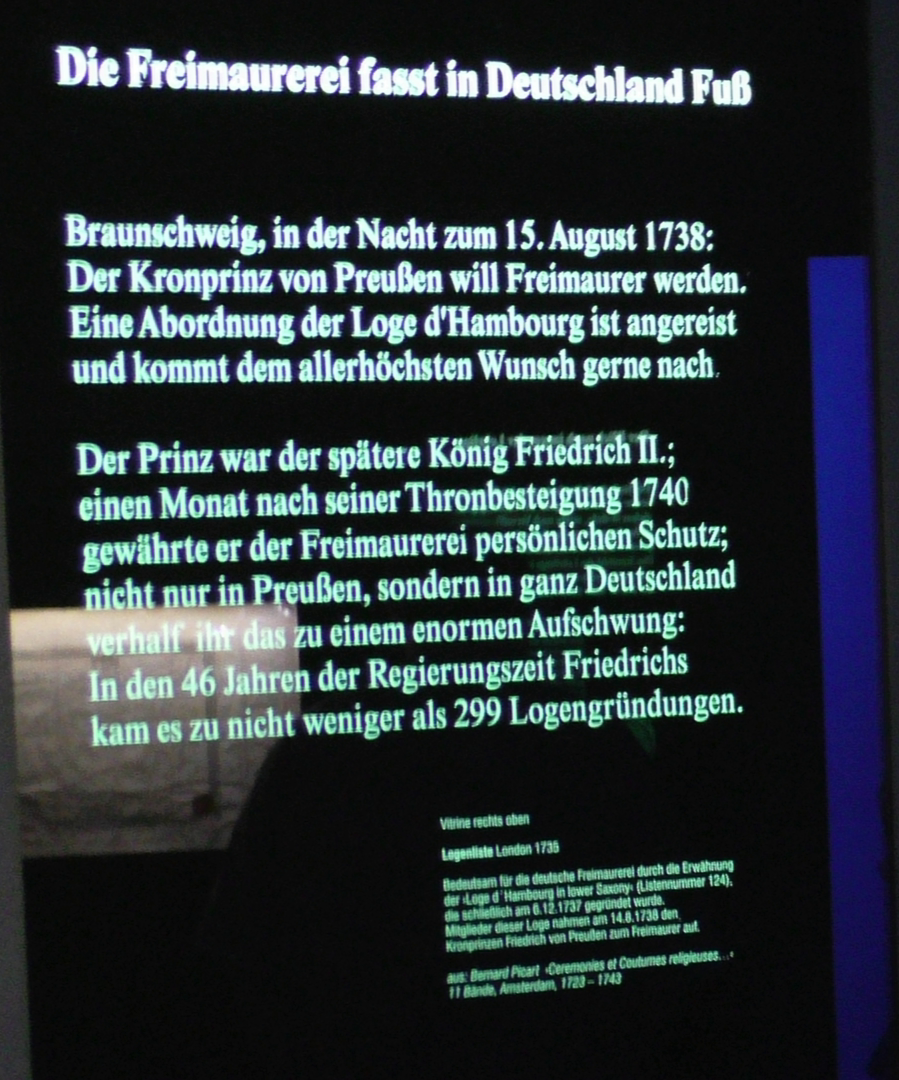 Die Freimaurerei fasst in Deutschland Fuß
Braunschweig, in der Nacht zum 15. August 1738:
Der Kronprinz von Preußen will Freimaurer werden.
Eine Abordnung der Loge d'Hambourg ist angereist
und kommt dem allerhöchsten Wunsch gerne nach.
Der Prinz war der spätere König Friedrich II.;
einen Monat nach seiner Thronbesteigung 1740
gewährte er der Freimaurerei persönlichen Schutz;
nicht nur in Preußen, sondern in ganz Deutschland
verhalf ihr das zu einem enormen Aufschwung:
In den 46 Jahren der Regierungszeit Friedrichs
kam es zu nicht weniger als 299 Logengründungen.
Vitrine rechts oben
Logenliste London 1735
Bedeutsam für die deutsche Freimaurerei durch die Erwähnung
der ‹Loge d´Hambourg in lower Saxony› (Listennummer 124),
die schließlich am 6.12.1737 gegründet wurde.
Mitglieder dieser Loge nahmen am 14.8.1738 den
Kronprinzen Friedrich von Preußen zum Freimaurer auf.
aus: Bernard Picart ‹Ceremonies et Coutumes religieuses...›
11 Bände, Amsterdam, 1723 – 1743